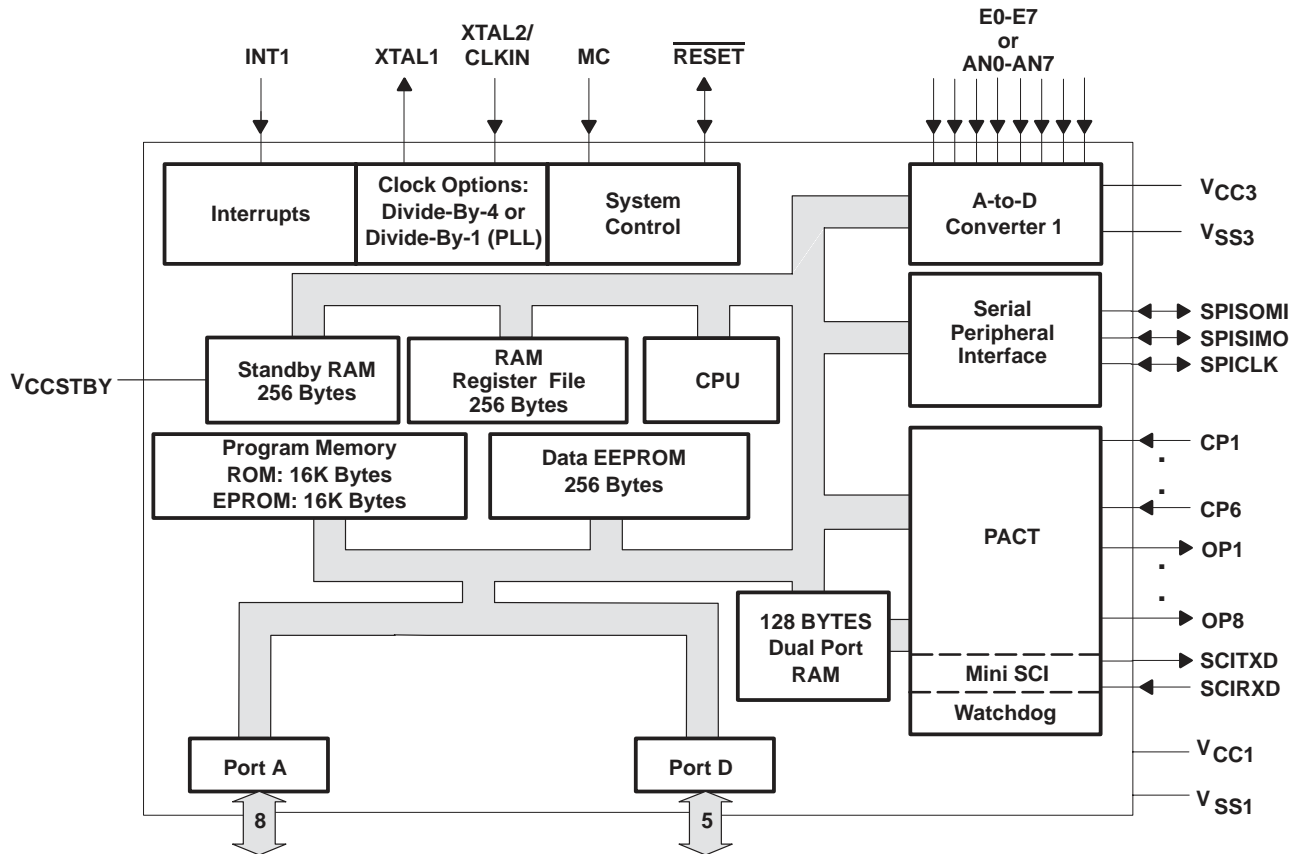 E0-E7
or
AN0-AN7
INT1
XTAL1
XTAL2/
CLKIN
MC
RESET
Interrupts
Clock Options:
Divide-By-4 or
Divide-By-1 (PLL)
System
Control
A-to-D
Converter 1
VCC3
VSS3
Serial
Peripheral
Interface
SPISOMI
SPISIMO
SPICLK
VCCSTBY
Standby RAM
256 Bytes
RAM
Register File
256 Bytes
CPU
Program Memory
ROM: 16K Bytes
EPROM: 16K Bytes
Data EEPROM
256 Bytes
PACT
CP1
.
.
CP6
OP1
.
.
OP8
128 BYTES
Dual Port
RAM
Mini SCI
SCITXD
SCIRXD
Watchdog
Port A
Port D
VCC1
VSS1
8
5